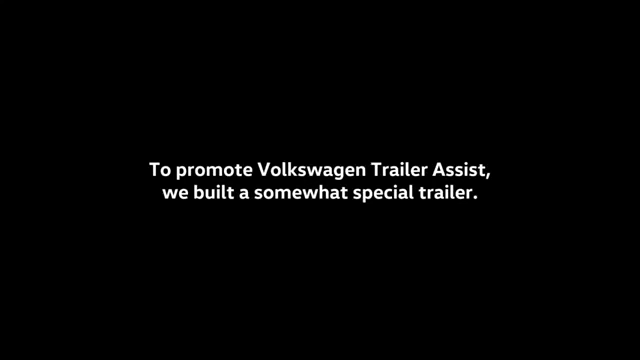 To promote Volkswagen Trailer Assist,
we built a somewhat special trailer.